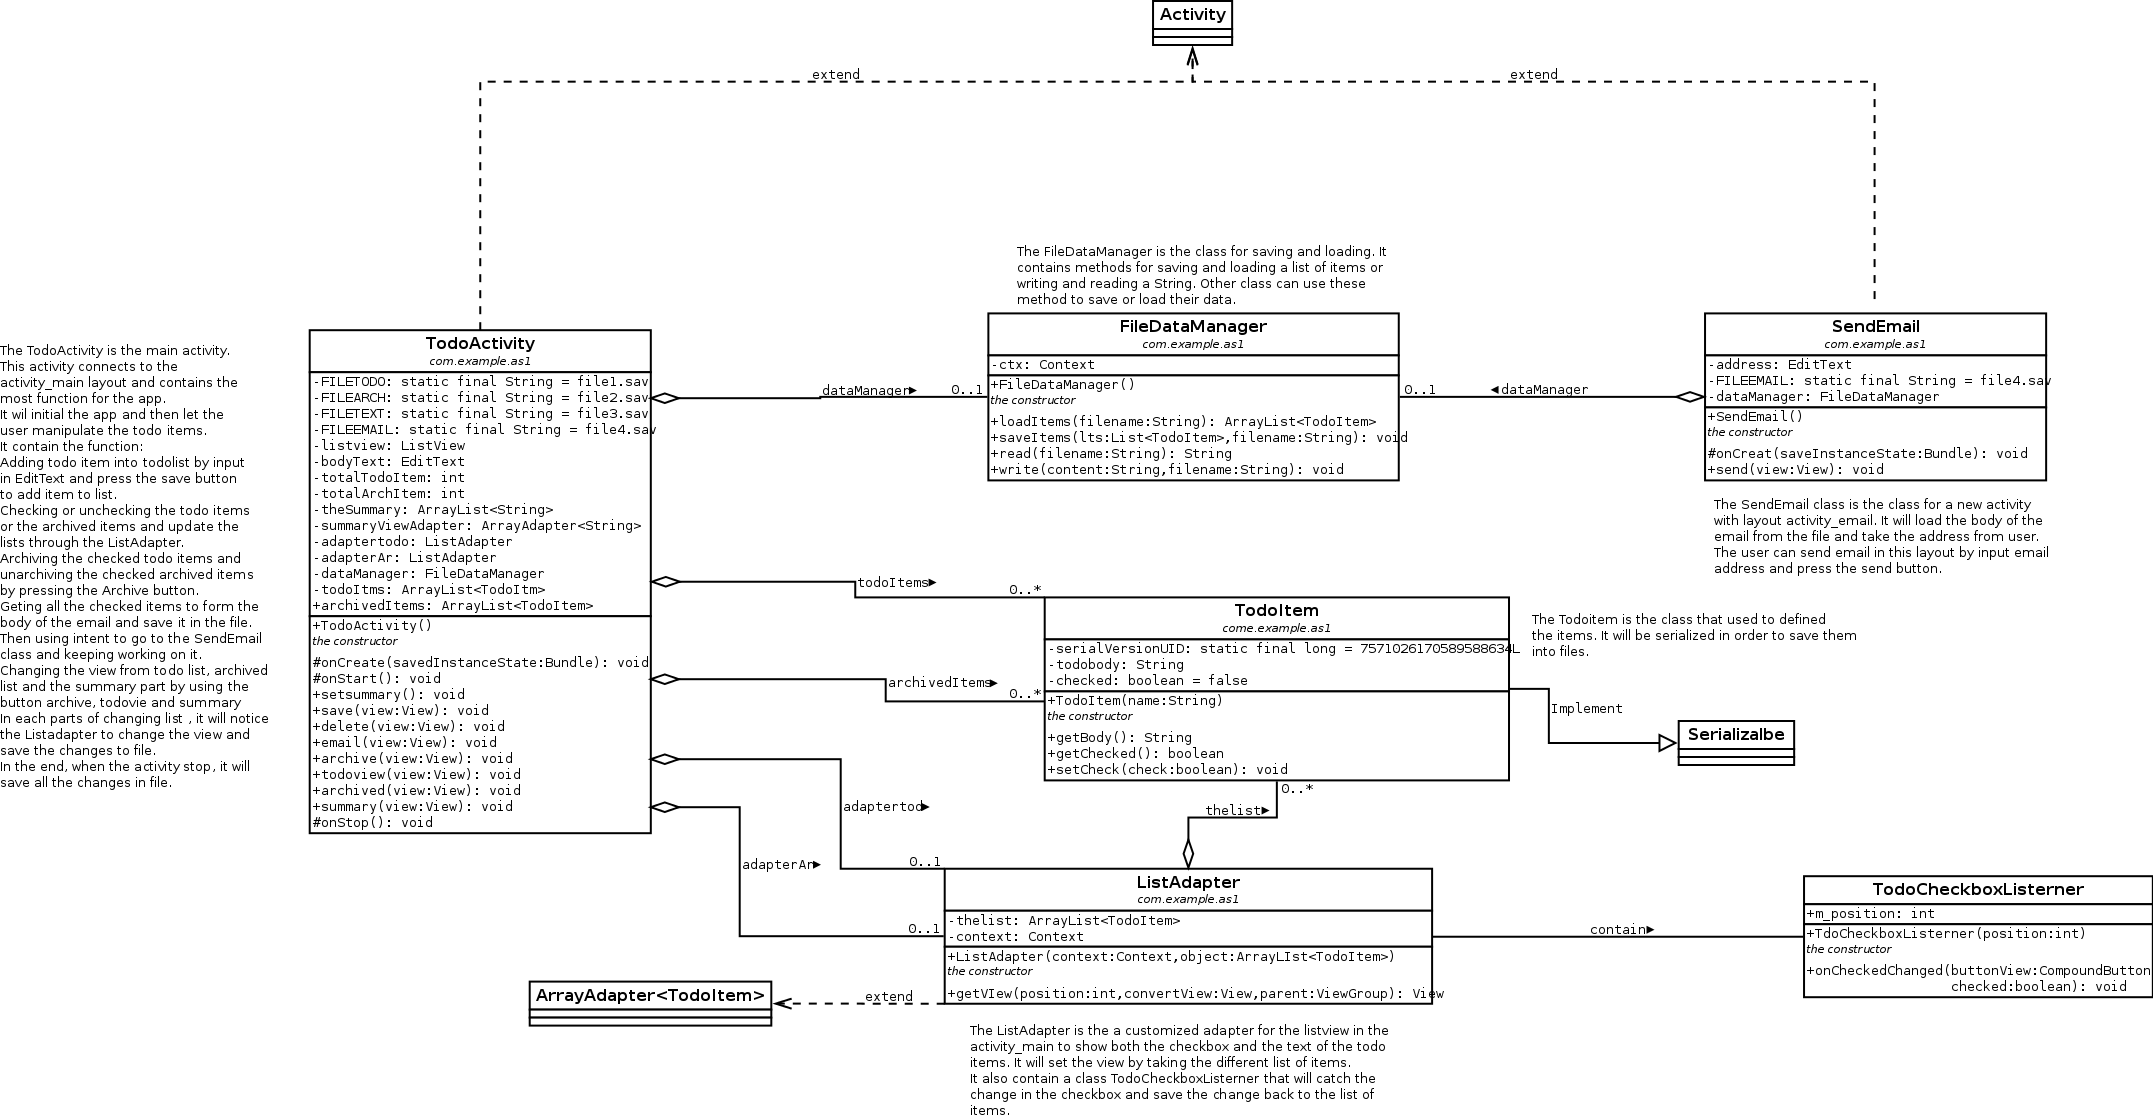 Activity
extend
extend
The FileDataManager is the class for saving and loading. It
contains methods for saving and loading a list of items or
writing and reading a String. Other class can use these
method to save or load their data.
The TodoActivity is the main activity.
This activity connects to the
activity_main layout and contains the
most function for the app.
It wil initial the app and then let the
user manipulate the todo items.
It contain the function:
Adding todo item into todolist by input
in EditText and press the save button
to add item to list.
Checking or unchecking the todo items
or the archived items and update the
lists through the ListAdapter.
Archiving the checked todo items and
unarchiving the checked archived items
by pressing the Archive button.
Geting all the checked items to form the
body of the email and save it in the file.
Then using intent to go to the SendEmail
class and keeping working on it.
Changing the view from todo list, archived
list and the summary part by using the
button archive, todovie and summary
In each parts of changing list , it will notice
the Listadapter to change the view and
save the changes to file.
In the end, when the activity stop, it will
save all the changes in file.
TodoActivity
com.example.as1
-FILETODO: static final String = file1.sav
-FILEARCH: static final String = file2.sav
-FILETEXT: static final String = file3.sav
-FILEEMAIL: static final String = file4.sav
-listview: ListView
-bodyText: EditText
-totalTodoItem: int
-totalArchItem: int
-theSummary: ArrayList<String>
-summaryViewAdapter: ArrayAdapter<String>
-adaptertodo: ListAdapter
-adapterAr: ListAdapter
-dataManager: FileDataManager
-todoItms: ArrayList<TodoItm>
+archivedItems: ArrayList<TodoItem>
+TodoActivity()
the constructor
#onCreate(savedInstanceState:Bundle): void
#onStart(): void
+setsummary(): void
+save(view:View): void
+delete(view:View): void
+email(view:View): void
+archive(view:View): void
+todoview(view:View): void
+archived(view:View): void
+summary(view:View): void
#onStop(): void
dataManager▶
0..1
FileDataManager
com.example.as1
-ctx: Context
+FileDataManager()
the constructor
+loadItems(filename:String): ArrayList<TodoItem>
+saveItems(lts:List<TodoItem>,filename:String): void
+read(filename:String): String
+write(content:String,filename:String): void
0..1
◀dataManager
SendEmail
com.example.as1
-address: EditText
-FILEEMAIL: static final String = file4.sav
-dataManager: FileDataManager
+SendEmail()
the constructor
#onCreat(saveInstanceState:Bundle): void
+send(view:View): void
The SendEmail class is the class for a new activity
with layout activity_email. It will load the body of the
email from the file and take the address from user.
The user can send email in this layout by input email
address and press the send button.
todoItems▶
0..*
archivedItems▶
0..*
TodoItem
come.example.as1
-serialVersionUID: static final long = 7571026170589588634L
-todobody: String
-checked: boolean = false
+TodoItem(name:String)
the constructor
+getBody(): String
+getChecked(): boolean
+setCheck(check:boolean): void
The Todoitem is the class that used to defined
the items. It will be serialized in order to save them
into files.
Implement
Serializalbe
0..*
thelist▶
adaptertod▶
0..1
adapterAr▶
0..1
ListAdapter
com.example.as1
-thelist: ArrayList<TodoItem>
-context: Context
+ListAdapter(context:Context,object:ArrayLIst<TodoItem>)
the constructor
+getVIew(position:int,convertView:View,parent:ViewGroup): View
contain▶
TodoCheckboxListerner
+m_position: int
+TdoCheckboxListerner(position:int)
the constructor
+onCheckedChanged(buttonView:CompoundButton
checked:boolean): void
extend
ArrayAdapter<TodoItem>
The ListAdapter is the a customized adapter for the listview in the
activity_main to show both the checkbox and the text of the todo
items. It will set the view by taking the different list of items.
It also contain a class TodoCheckboxListerner that will catch the
change in the checkbox and save the change back to the list of
items.